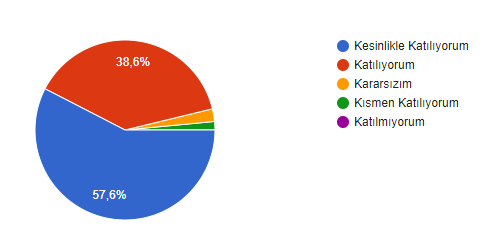 38,6%
57,6%
Kesinlikle Katılıyorum
Katılıyorum
Kararsızım
Kısmen Katılıyorum
Katılmıyorum